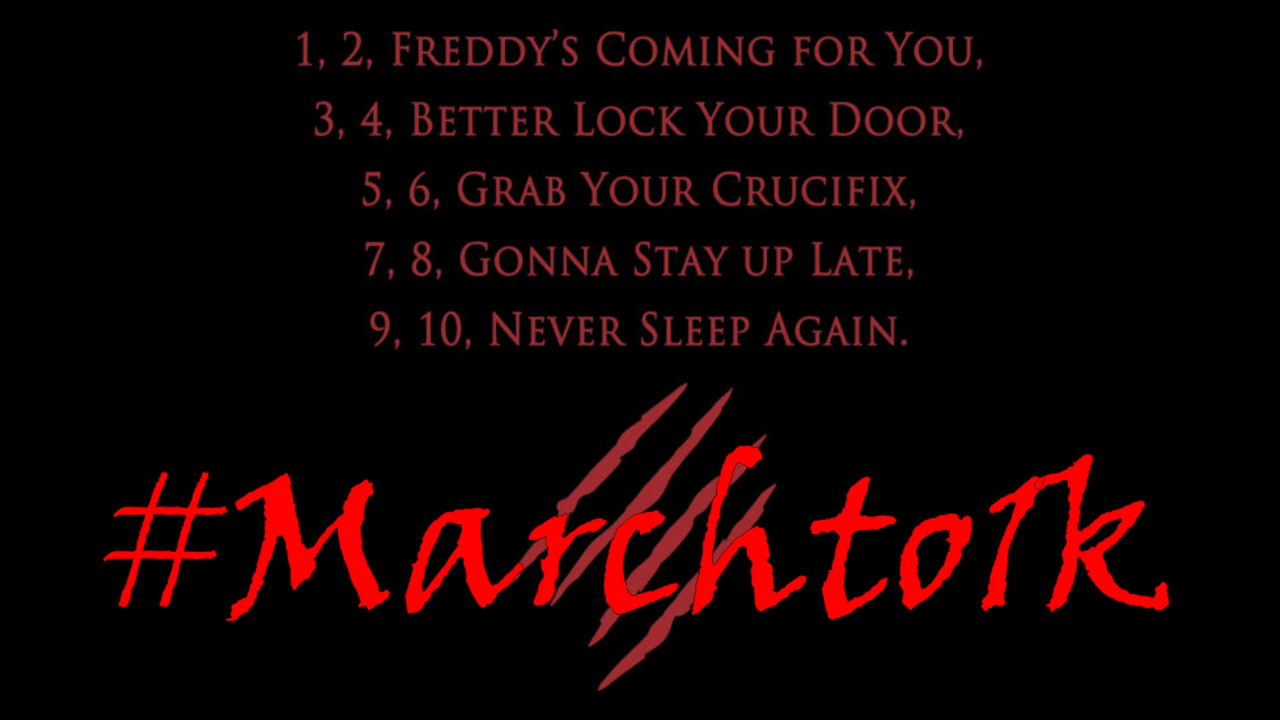 1, 2, Freddy's Coming for You,
3, 4, Better Lock Your Door,
5, 6, Grab Your Crucifix,
7, 8, Gonna Stay up Late,
9, 10, Never Sleep Again.
#Marchto1k